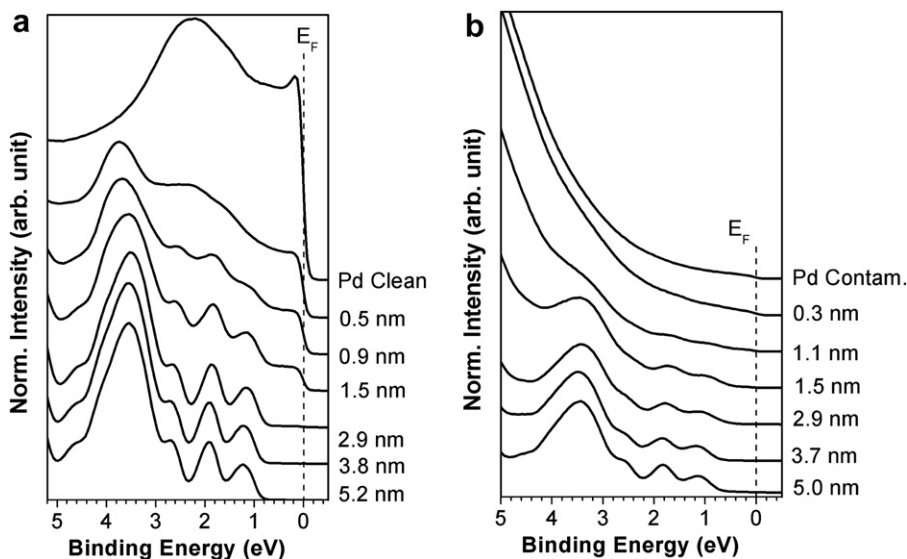 a
E_F
Norm. Intensity (arb. unit)
Pd Clean
0.5 nm
0.9 nm
1.5 nm
2.9 nm
3.8 nm
5.2 nm
5 4 3 2 1 0
Binding Energy (eV)
b
E_F
Norm. Intensity (arb. unit)
Pd Contam.
0.3 nm
1.1 nm
1.5 nm
2.9 nm
3.7 nm
5.0 nm
5 4 3 2 1 0
Binding Energy (eV)